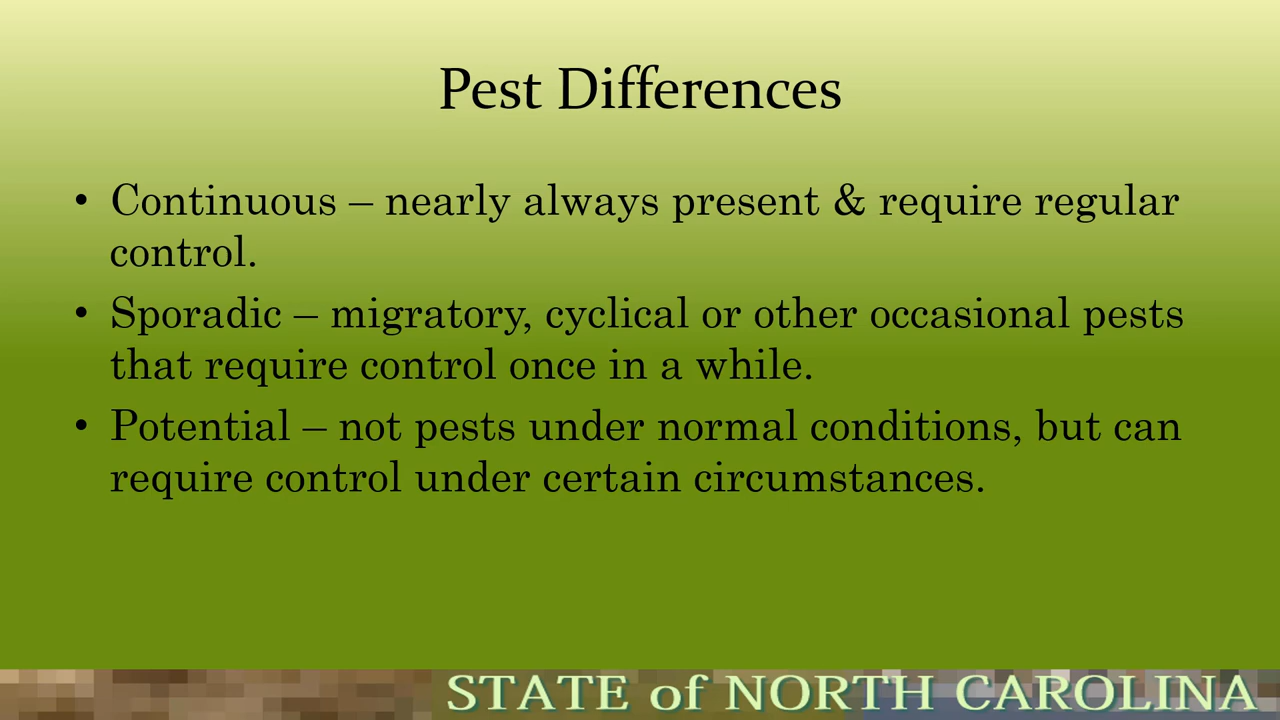 Pest Differences
• Continuous – nearly always present & require regular
control.
• Sporadic – migratory, cyclical or other occasional pests
that require control once in a while.
• Potential – not pests under normal conditions, but can
require control under certain circumstances.
STATE of NORTH CAROLINA